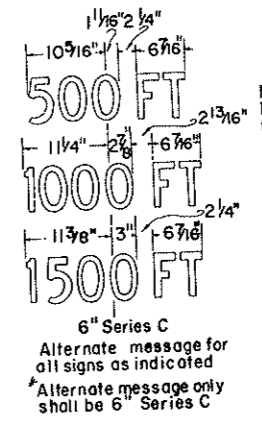 1 11/16" 2 1/4"
10 5/16" 6 7/16"
500 FT
2 13/16"
11 1/4" 2 7/8" 6 7/16"
1000 FT
2 1/4"
11 3/8" 3" 6 7/16"
1500 FT
6" Series C
Alternate message for
all signs as indicated
*Alternate message only
shall be 6" Series C